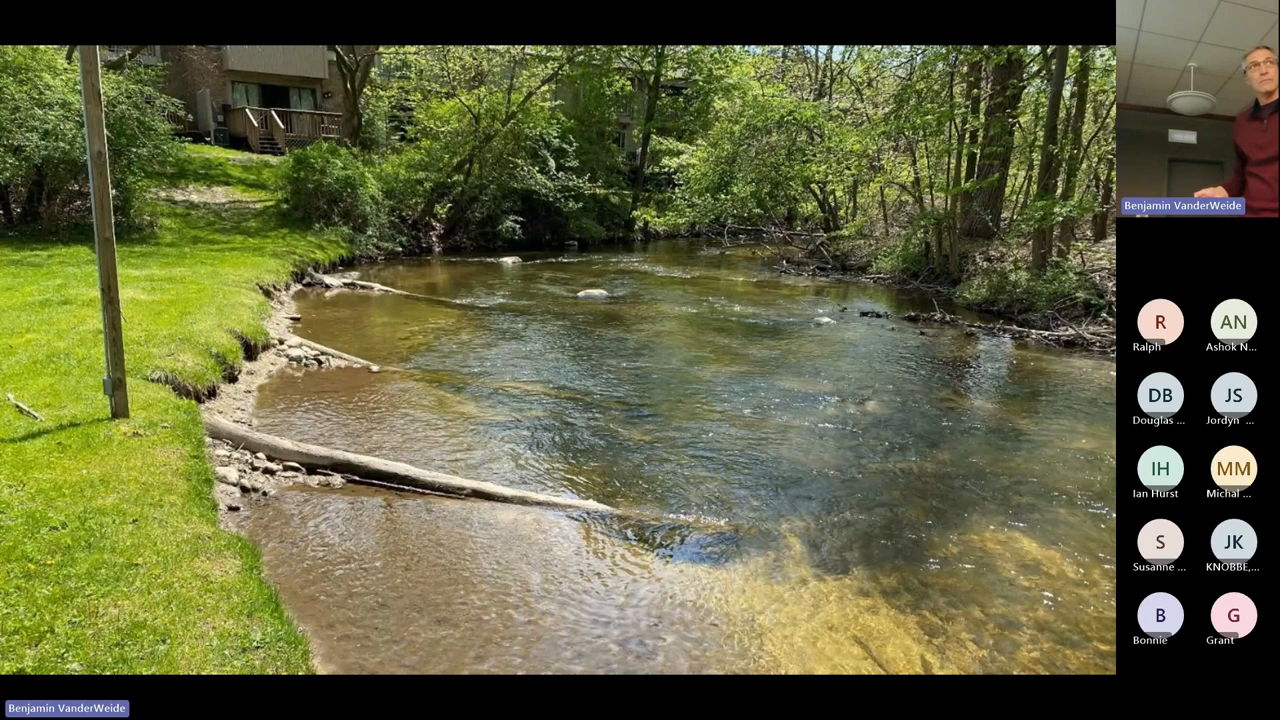 Benjamin VanderWeide
R
AN
Ralph
Ashok N...
DB
JS
Douglas ...
Jordyn ...
IH
MM
Ian Hurst
Michal ...
S
JK
Susanne ...
KNOBBE,...
B
G
Bonnie
Grant
Benjamin VanderWeide